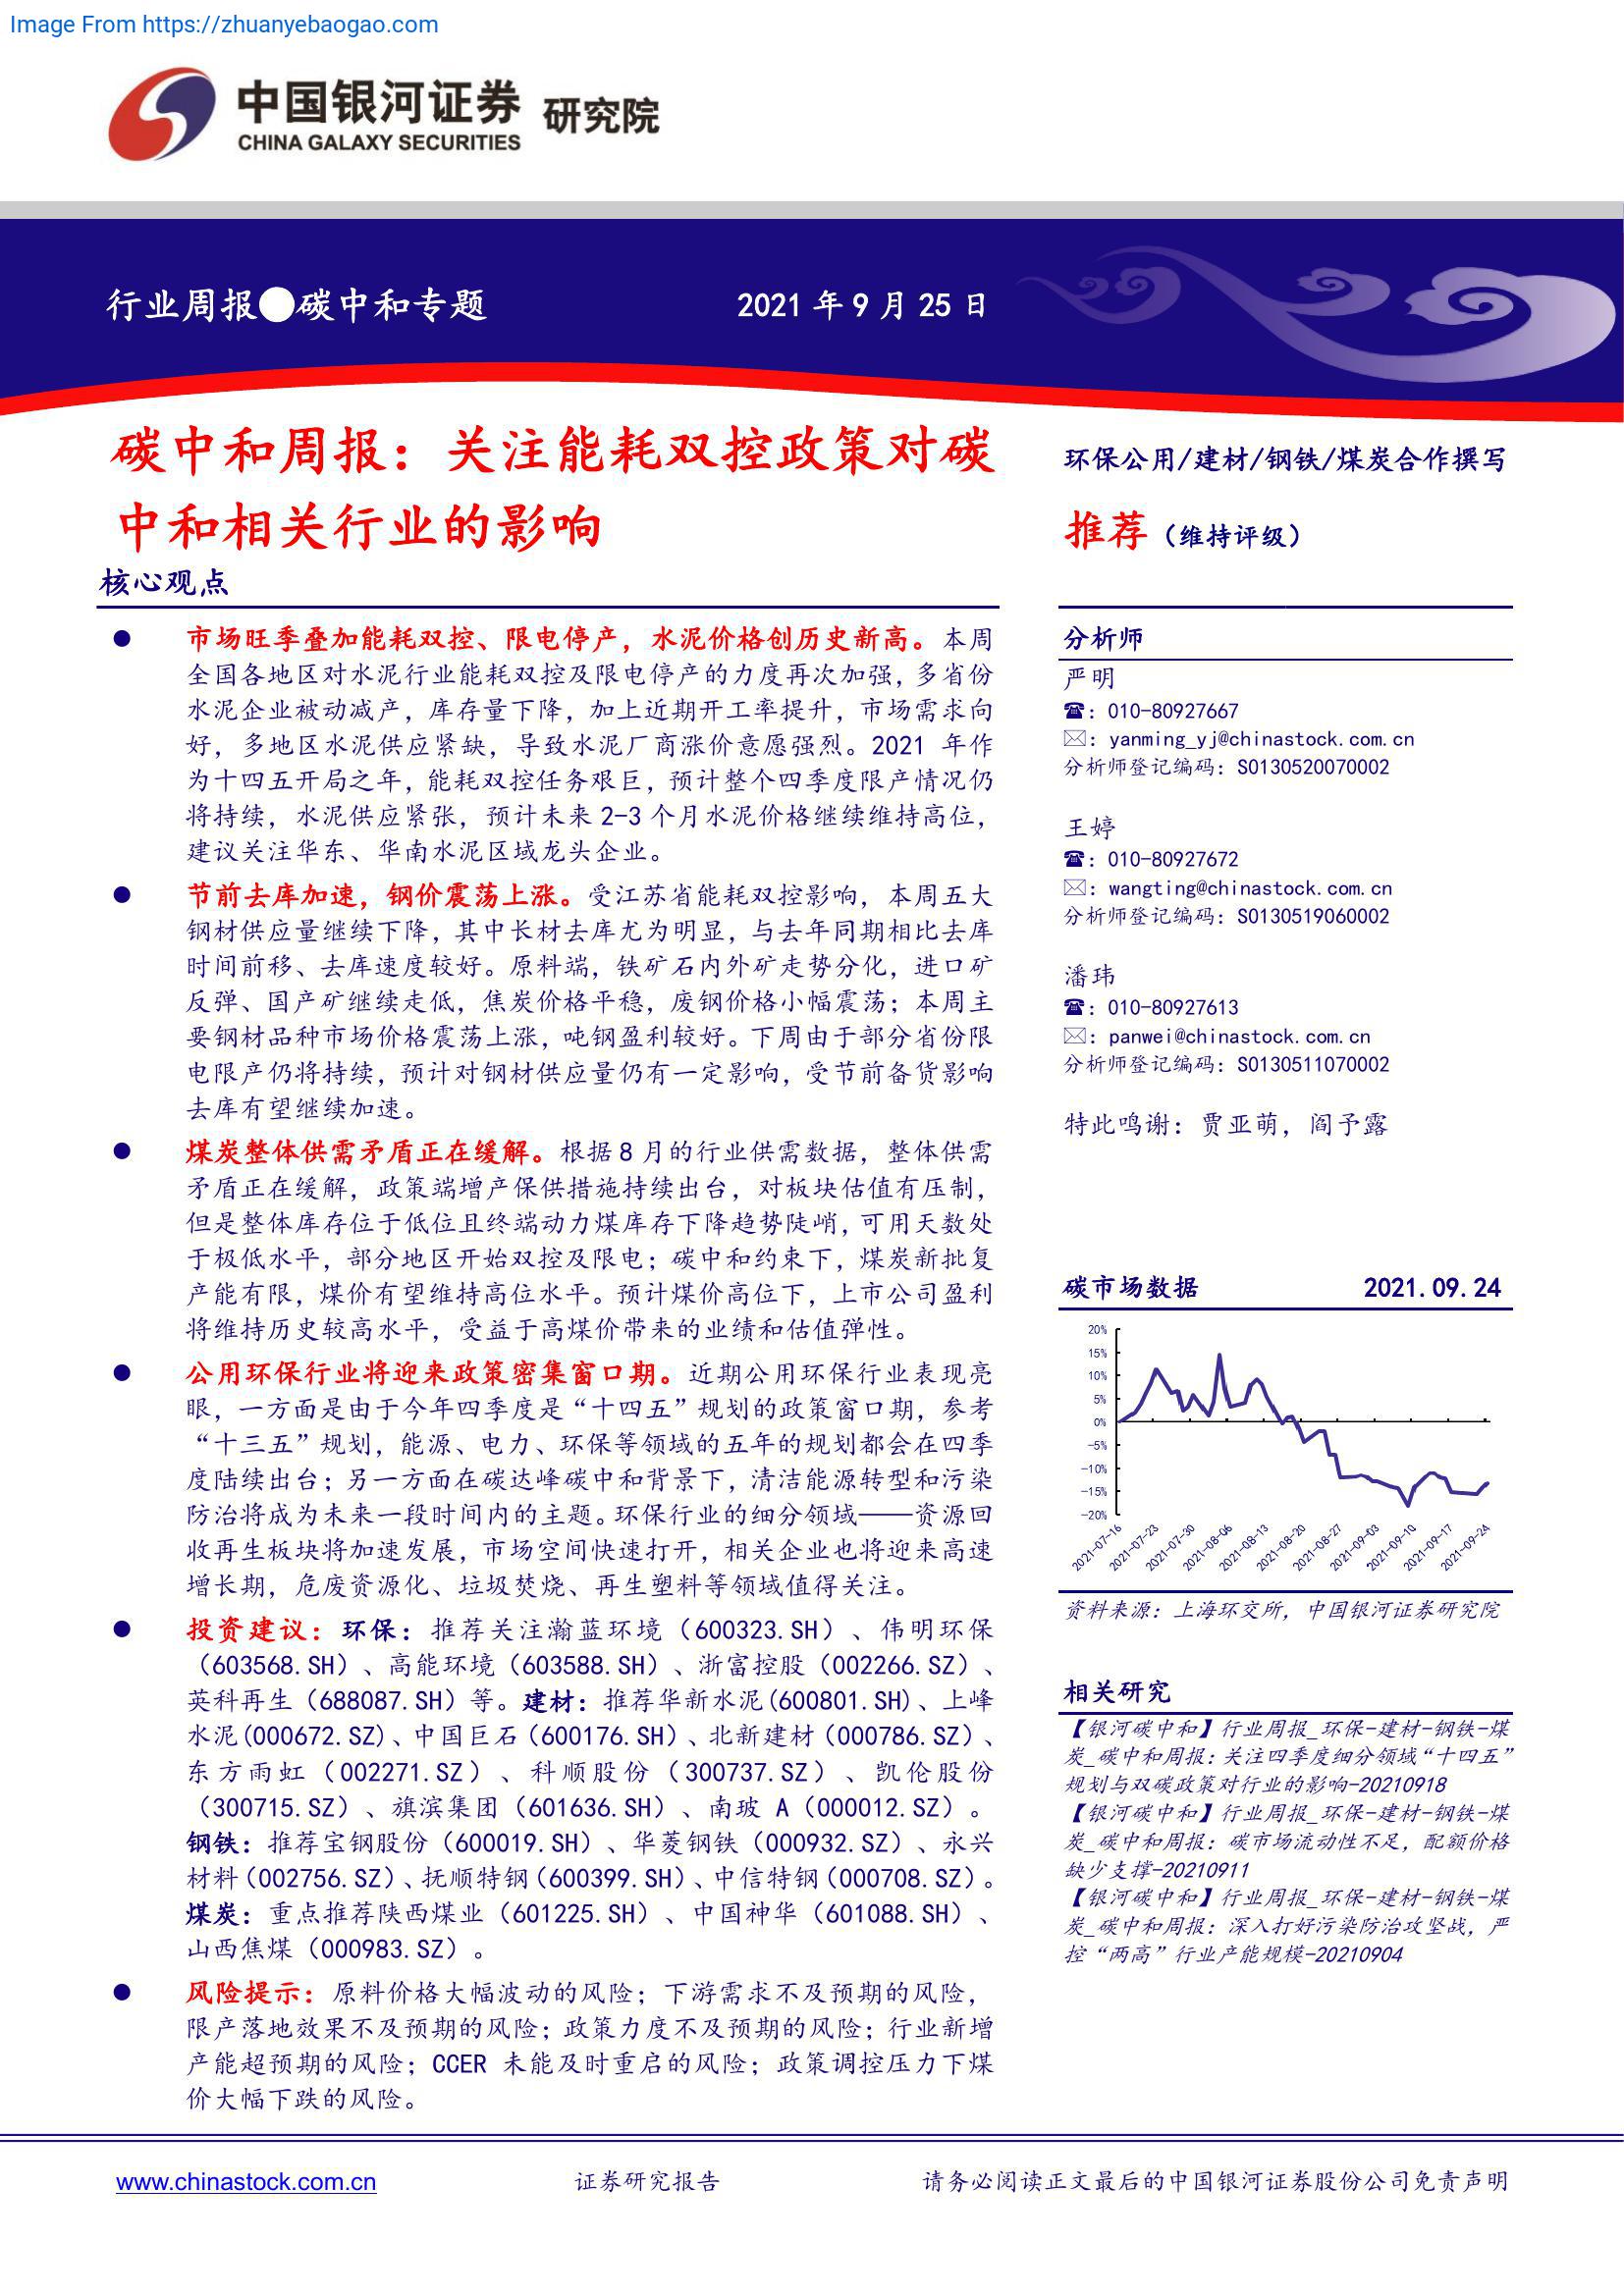 Image From https://zhuanyebaogao.com
中国银河证券 研究院
CHINA GALAXY SECURITIES
行业周报●碳中和专题
2021 年 9 月 25 日
碳中和周报：关注能耗双控政策对碳
中和相关行业的影响
核心观点
● 市场旺季叠加能耗双控、限电停产，水泥价格创历史新高。本周
全国各地区对水泥行业能耗双控及限电停产的力度再次加强，多省份
水泥企业被动减产，库存量下降，加上近期开工率提升，市场需求向
好，多地区水泥供应紧缺，导致水泥厂商涨价意愿强烈。2021 年作
为十四五开局之年，能耗双控任务艰巨，预计整个四季度限产情况仍
将持续，水泥供应紧张，预计未来 2-3 个月水泥价格继续维持高位，
建议关注华东、华南水泥区域龙头企业。
● 节前去库加速，钢价震荡上涨。受江苏省能耗双控影响，本周五大
钢材供应量继续下降，其中长材去库尤为明显，与去年同期相比去库
时间前移、去库速度较好。原料端，铁矿石内外矿走势分化，进口矿
反弹、国产矿继续走低，焦炭价格平稳，废钢价格小幅震荡；本周主
要钢材品种市场价格震荡上涨，吨钢盈利较好。下周由于部分省份限
电限产仍将持续，预计对钢材供应量仍有一定影响，受节前备货影响
去库有望继续加速。
● 煤炭整体供需矛盾正在缓解。根据 8 月的行业供需数据，整体供需
矛盾正在缓解，政策端增产保供措施持续出台，对板块估值有压制，
但是整体库存位于低位且终端动力煤库存下降趋势陡峭，可用天数处
于极低水平，部分地区开始双控及限电；碳中和约束下，煤炭新批复
产能有限，煤价有望维持高位水平。预计煤价高位下，上市公司盈利
将维持历史较高水平，受益于高煤价带来的业绩和估值弹性。
● 公用环保行业将迎来政策密集窗口期。近期公用环保行业表现亮
眼，一方面是由于今年四季度是“十四五”规划的政策窗口期，参考
“十三五”规划，能源、电力、环保等领域的五年的规划都会在四季
度陆续出台；另一方面在碳达峰碳中和背景下，清洁能源转型和污染
防治将成为未来一段时间内的主题。环保行业的细分领域——资源回
收再生板块将加速发展，市场空间快速打开，相关企业也将迎来高速
增长期，危废资源化、垃圾焚烧、再生塑料等领域值得关注。
● 投资建议：环保：推荐关注瀚蓝环境（600323.SH）、伟明环保
（603568.SH）、高能环境（603588.SH）、浙富控股（002266.SZ）、
英科再生（688087.SH）等。建材：推荐华新水泥(600801.SH)、上峰
水泥(000672.SZ)、中国巨石（600176.SH）、北新建材（000786.SZ）、
东方雨虹（002271.SZ）、科顺股份（300737.SZ）、凯伦股份
（300715.SZ）、旗滨集团（601636.SH）、南玻 A（000012.SZ）。
钢铁：推荐宝钢股份（600019.SH）、华菱钢铁（000932.SZ）、永兴
材料（002756.SZ）、抚顺特钢（600399.SH）、中信特钢（000708.SZ）。
煤炭：重点推荐陕西煤业（601225.SH）、中国神华（601088.SH）、
山西焦煤（000983.SZ）。
● 风险提示：原料价格大幅波动的风险；下游需求不及预期的风险，
限产落地效果不及预期的风险；政策力度不及预期的风险；行业新增
产能超预期的风险；CCER 未能及时重启的风险；政策调控压力下煤
价大幅下跌的风险。
环保公用/建材/钢铁/煤炭合作撰写
推荐（维持评级）
分析师
严明
☎：010-80927667
✉：yanming_yj@chinastock.com.cn
分析师登记编码：S0130520070002
王婷
☎：010-80927672
✉：wangting@chinastock.com.cn
分析师登记编码：S0130519060002
潘玮
☎：010-80927613
✉：panwei@chinastock.com.cn
分析师登记编码：S0130511070002
特此鸣谢：贾亚萌，阎予露
碳市场数据 2021.09.24
20%
15%
10%
5%
0%
-5%
-10%
-15%
-20%
2021-07-16
2021-07-23
2021-07-30
2021-08-06
2021-08-13
2021-08-20
2021-08-27
2021-09-03
2021-09-10
2021-09-17
2021-09-24
资料来源：上海环交所，中国银河证券研究院
相关研究
【银河碳中和】行业周报_环保-建材-钢铁-煤
炭_碳中和周报：关注四季度细分领域“十四五”
规划与双碳政策对行业的影响-20210918
【银河碳中和】行业周报_环保-建材-钢铁-煤
炭_碳中和周报：碳市场流动性不足，配额价格
缺少支撑-20210911
【银河碳中和】行业周报_环保-建材-钢铁-煤
炭_碳中和周报：深入打好污染防治攻坚战，严
控“两高”行业产能规模-20210904
www.chinastock.com.cn
证券研究报告
请务必阅读正文最后的中国银河证券股份公司免责声明